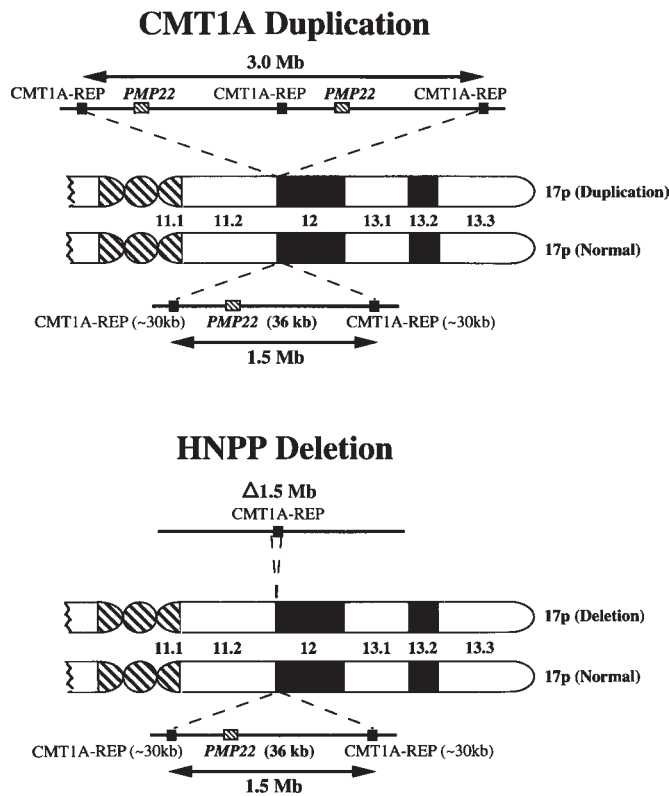 CMT1A Duplication
3.0 Mb
CMT1A-REP PMP22 CMT1A-REP PMP22 CMT1A-REP
17p (Duplication)
11.1 11.2 12 13.1 13.2 13.3
17p (Normal)
CMT1A-REP (~30kb) PMP22 (36 kb) CMT1A-REP (~30kb)
1.5 Mb
HNPP Deletion
Δ1.5 Mb
CMT1A-REP
17p (Deletion)
11.1 11.2 12 13.1 13.2 13.3
17p (Normal)
CMT1A-REP (~30kb) PMP22 (36 kb) CMT1A-REP (~30kb)
1.5 Mb